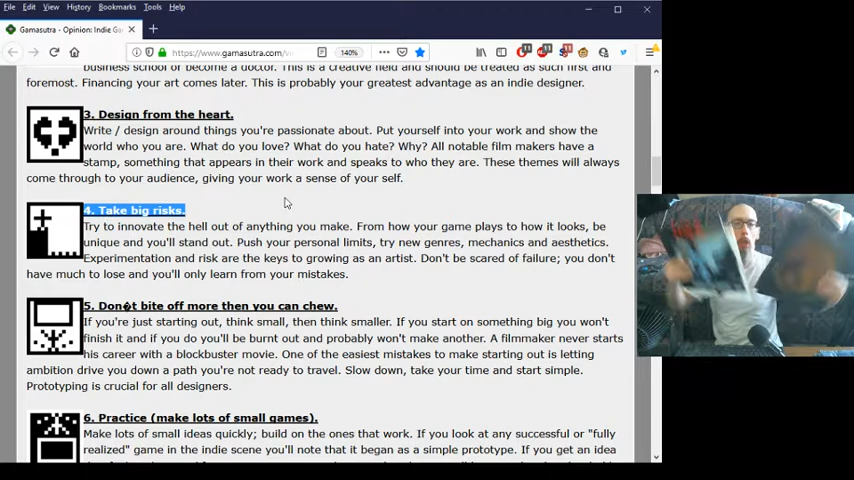 File Edit View History Bookmarks Tools Help
Gamasutra - Opinion: Indie Ga
https://www.gamasutra.com/vi
140%
business school or become a doctor. This is a creative field and should be treated as such first and
foremost. Financing your art comes later. This is probably your greatest advantage as an indie designer.
3. Design from the heart.
Write / design around things you're passionate about. Put yourself into your work and show the
world who you are. What do you love? What do you hate? Why? All notable film makers have a
stamp, something that appears in their work and speaks to who they are. These themes will always
come through to your audience, giving your work a sense of your self.
4. Take big risks.
Try to innovate the hell out of anything you make. From how your game plays to how it looks, be
unique and you'll stand out. Push your personal limits, try new genres, mechanics and aesthetics.
Experimentation and risk are the keys to growing as an artist. Don't be scared of failure; you don't
have much to lose and you'll only learn from your mistakes.
5. Don�t bite off more then you can chew.
If you're just starting out, think small, then think smaller. If you start on something big you won't
finish it and if you do you'll be burnt out and probably won't make another. A filmmaker never starts
his career with a blockbuster movie. One of the easiest mistakes to make starting out is letting
ambition drive you down a path you're not ready to travel. Slow down, take your time and start simple.
Prototyping is crucial for all designers.
6. Practice (make lots of small games).
Make lots of small ideas quickly; build on the ones that work. If you look at any successful or "fully
realized" game in the indie scene you'll note that it began as a simple prototype. If you get an idea